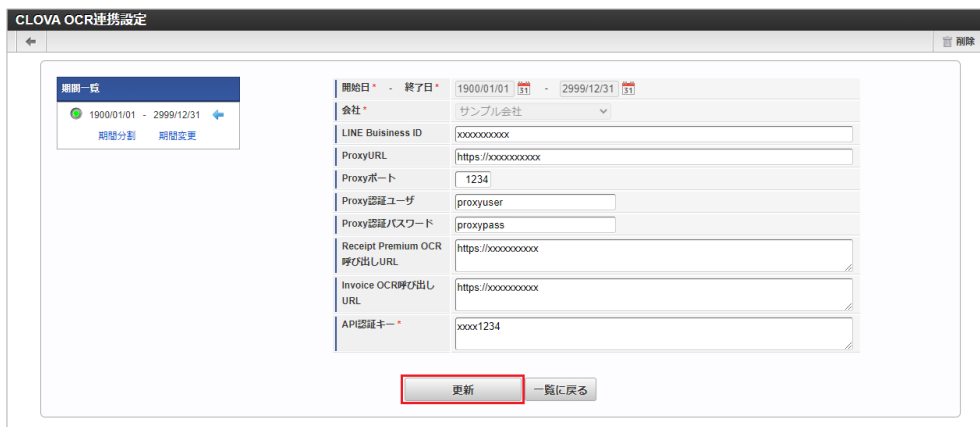 CLOVA OCR連携設定
削除
期間一覧
1900/01/01 - 2999/12/31
期間分割 期間変更
開始日* - 終了日* 1900/01/01 31 - 2999/12/31 31
会社* サンプル会社
LINE Buisiness ID xxxxxxxxxx
ProxyURL https://xxxxxxxxxx
Proxyポート 1234
Proxy認証ユーザ proxyuser
Proxy認証パスワード proxypass
Receipt Premium OCR https://xxxxxxxxxx
呼び出しURL
Invoice OCR呼び出し https://xxxxxxxxxx
URL
API認証キー* xxxx1234
更新 一覧に戻る